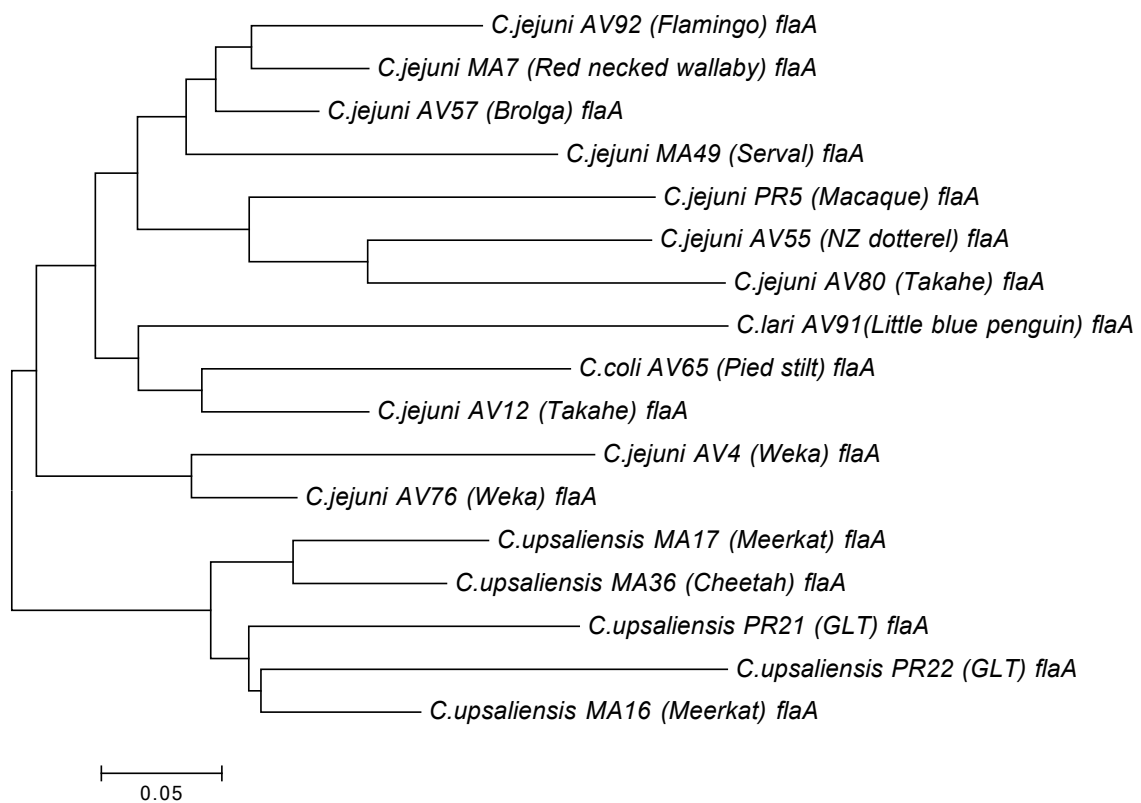 C.jejuni AV92 (Flamingo) flaA
C.jejuni MA7 (Red necked wallaby) flaA
C.jejuni AV57 (Brolga) flaA
C.jejuni MA49 (Serval) flaA
C.jejuni PR5 (Macaque) flaA
C.jejuni AV55 (NZ dotterel) flaA
C.jejuni AV80 (Takahe) flaA
C.lari AV91(Little blue penguin) flaA
C.coli AV65 (Pied stilt) flaA
C.jejuni AV12 (Takahe) flaA
C.jejuni AV4 (Weka) flaA
C.jejuni AV76 (Weka) flaA
C.upsaliensis MA17 (Meerkat) flaA
C.upsaliensis MA36 (Cheetah) flaA
C.upsaliensis PR21 (GLT) flaA
C.upsaliensis PR22 (GLT) flaA
C.upsaliensis MA16 (Meerkat) flaA
0.05